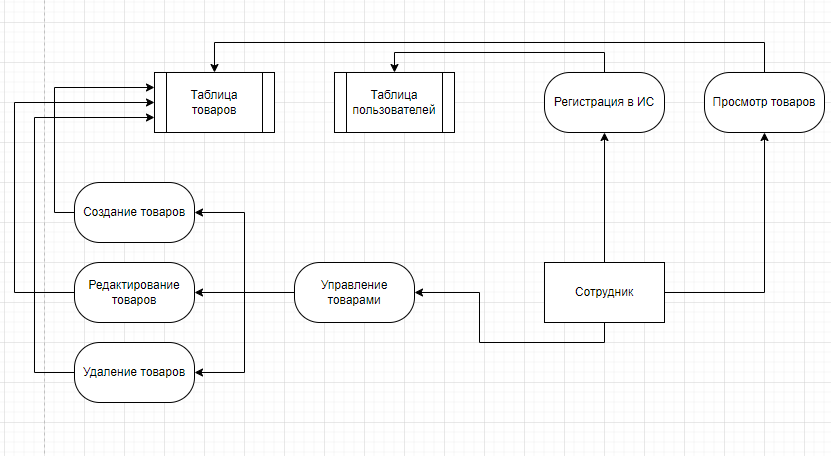 Таблица
товаров
Таблица
пользователей
Регистрация в ИС
Просмотр товаров
Создание товаров
Редактирование
товаров
Управление
товарами
Сотрудник
Удаление товаров